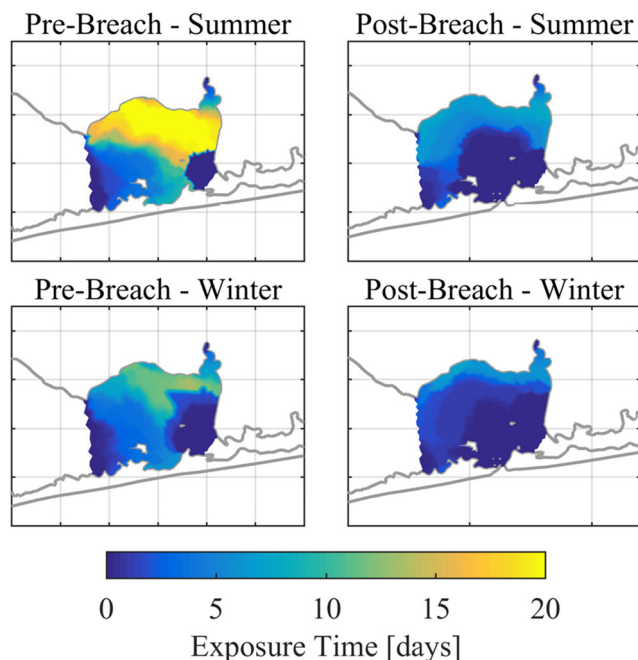 Pre-Breach - Summer
Post-Breach - Summer
Pre-Breach - Winter
Post-Breach - Winter
0 5 10 15 20
Exposure Time [days]